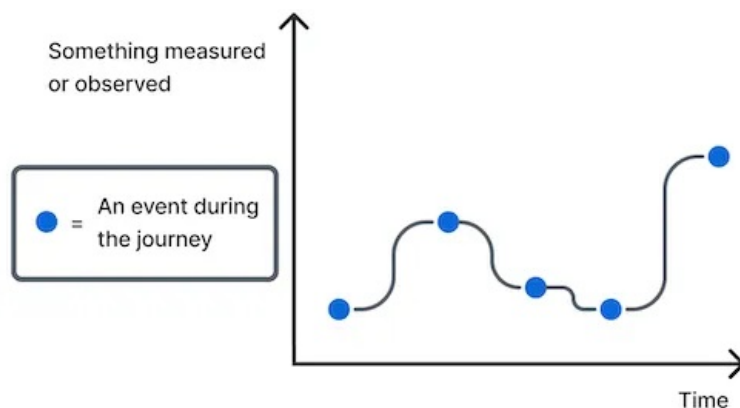 Something measured
or observed
= An event during
the journey
Time